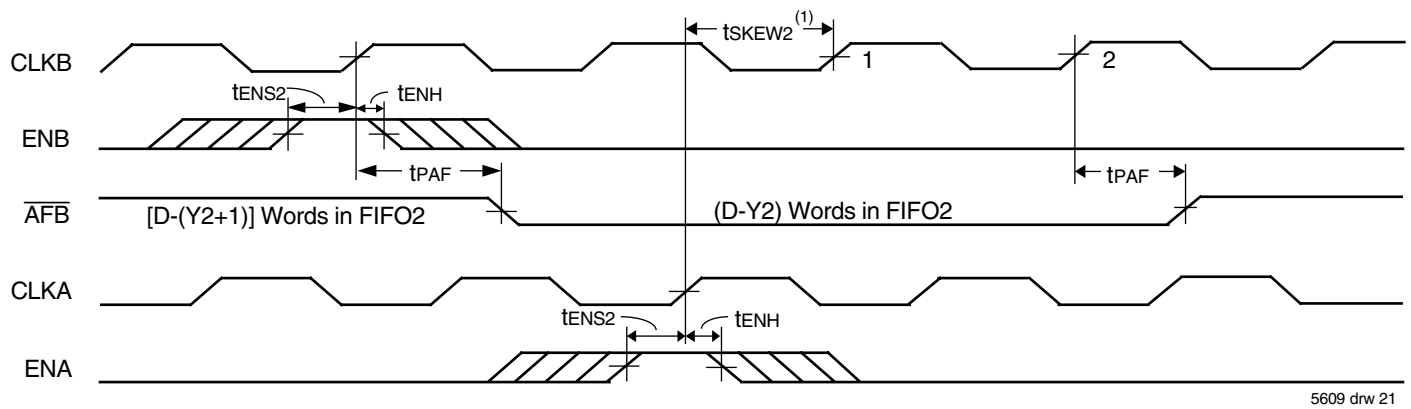 tSKEW2(1)
CLKB
1
2
tENS2
tENH
ENB
tPAF
tPAF
AFB
[D-(Y2+1)] Words in FIFO2
(D-Y2) Words in FIFO2
CLKA
tENS2
tENH
ENA
5609 drw 21